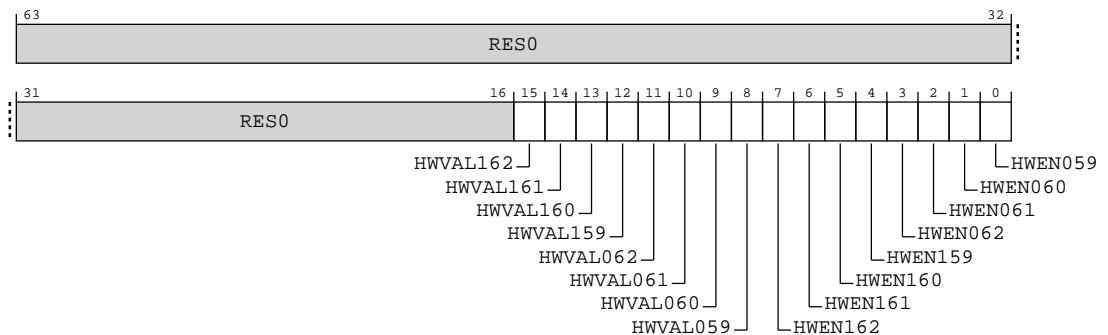 63 32
RES0
31 16 15 14 13 12 11 10 9 8 7 6 5 4 3 2 1 0
RES0
HWVAL162 HWEN059
HWVAL161 HWEN060
HWVAL160 HWEN061
HWVAL159 HWEN062
HWVAL062 HWEN159
HWVAL061 HWEN160
HWVAL060 HWEN161
HWVAL059 HWEN162